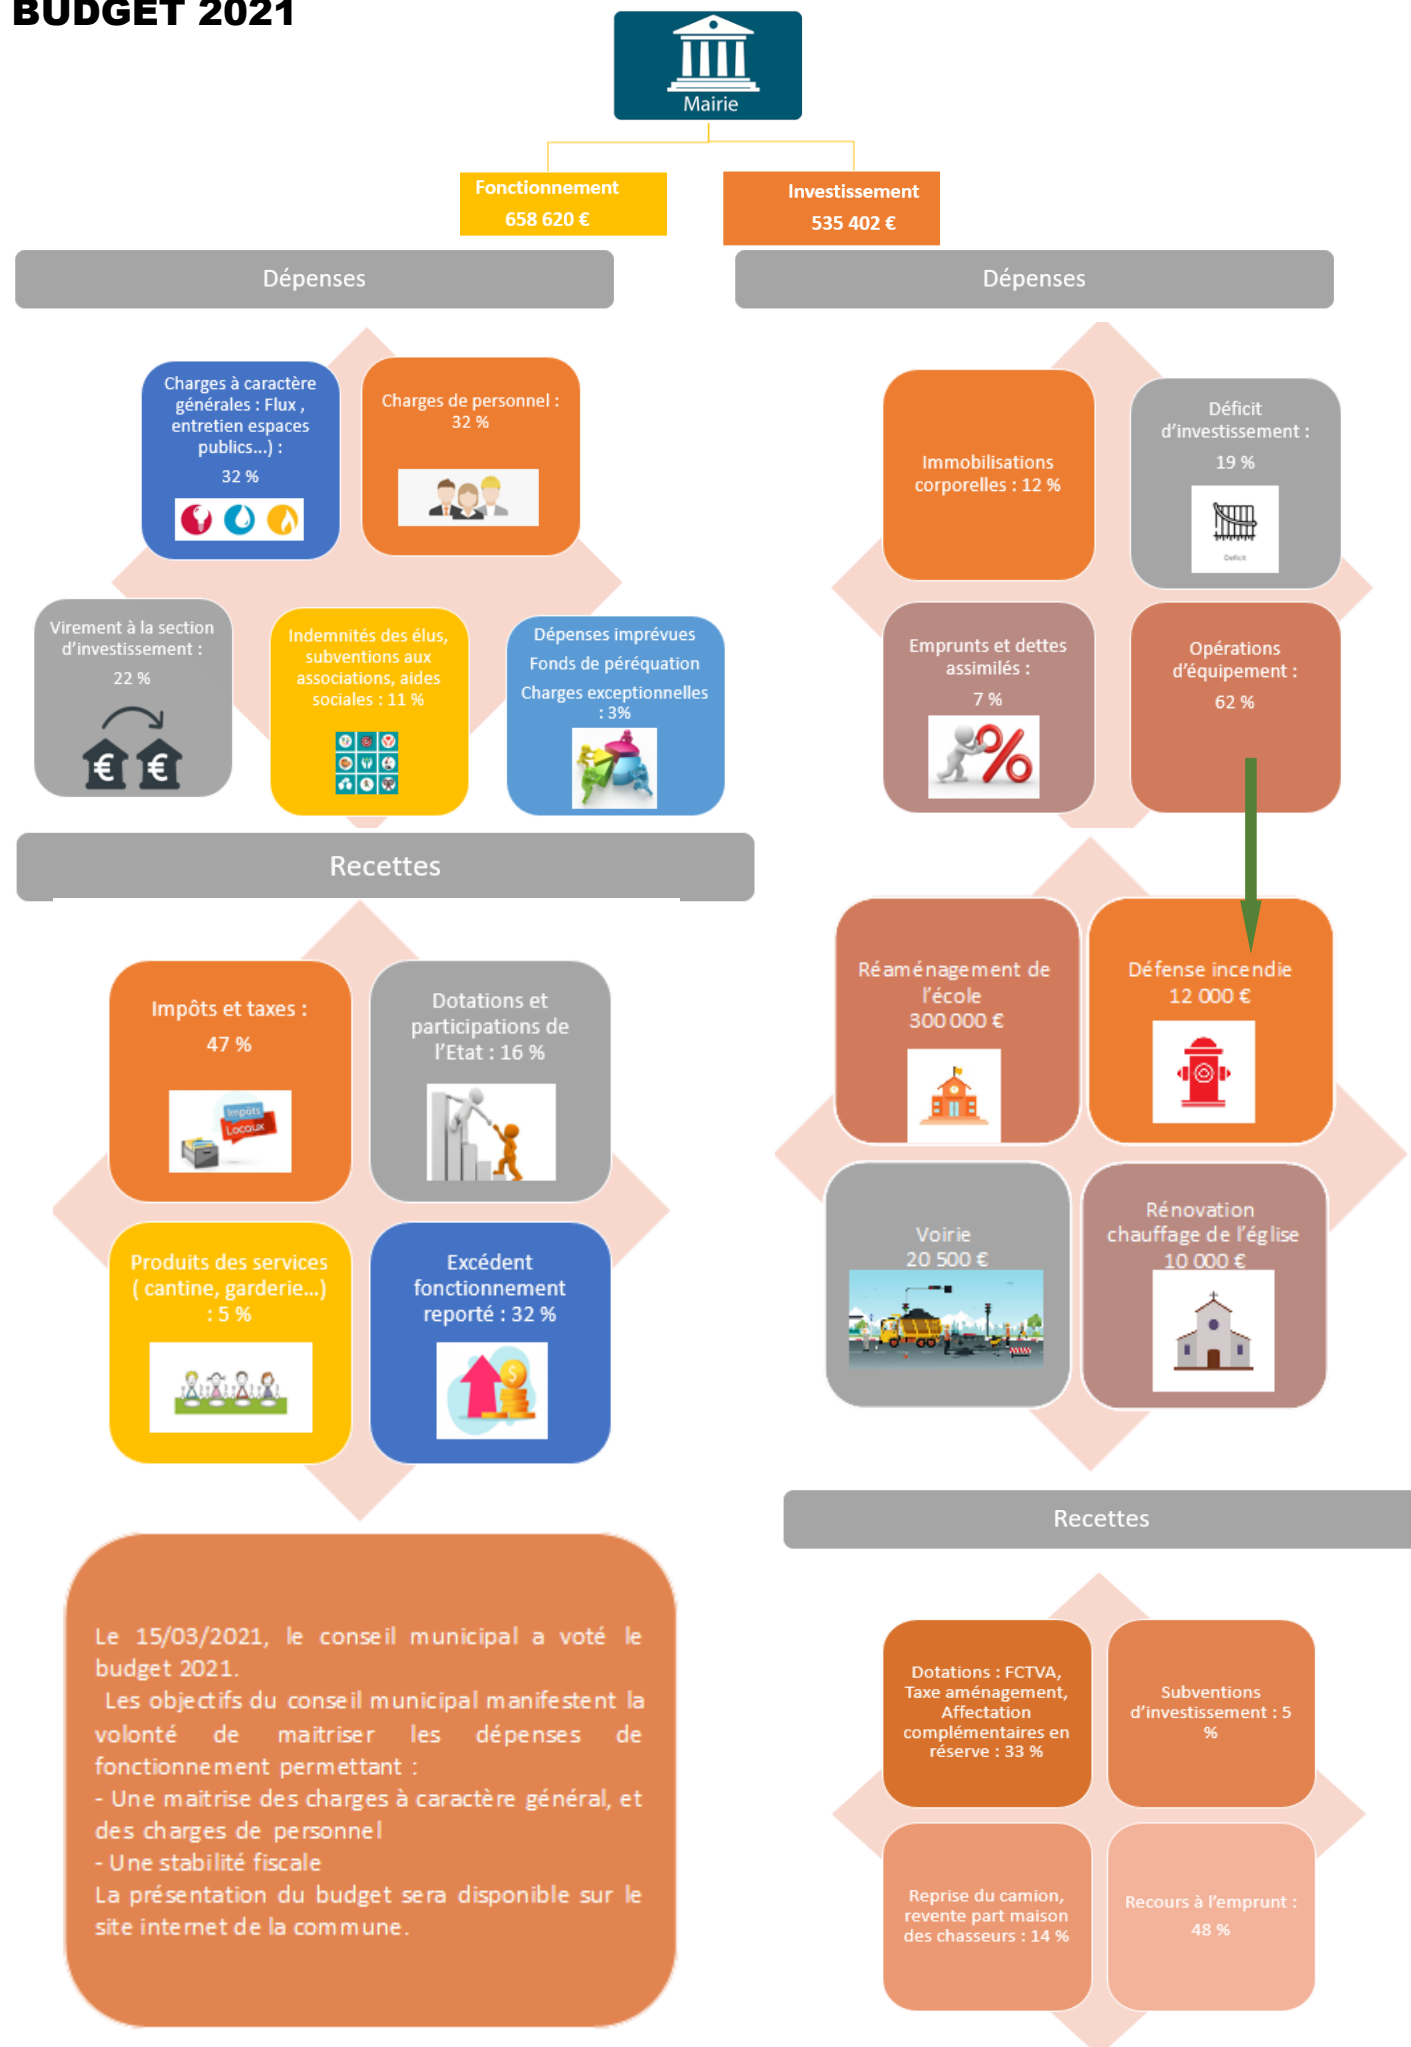 BUDGET 2021
Mairie
Fonctionnement
658 620 €
Investissement
535 402 €
Dépenses
Charges à caractère
générales : Flux ,
entretien espaces
publics...) :
32 %
Charges de personnel :
32 %
Virement à la section
d'investissement :
22 %
€ €
Indemnités des élus,
subventions aux
associations, aides
sociales : 11 %
Dépenses imprévues
Fonds de péréquation
Charges exceptionnelles
: 3%
Recettes
Impôts et taxes :
47 %
Impôts
Locaux
Dotations et
participations de
l'Etat : 16 %
Produits des services
( cantine, garderie...)
: 5 %
Excédent
fonctionnement
reporté : 32 %
$
Le 15/03/2021, le conseil municipal a voté le
budget 2021.
Les objectifs du conseil municipal manifestent la
volonté de maitriser les dépenses de
fonctionnement permettant :
- Une maitrise des charges à caractère général, et
des charges de personnel
- Une stabilité fiscale
La présentation du budget sera disponible sur le
site internet de la commune.
Dépenses
Immobilisations
corporelles : 12 %
Déficit
d'investissement :
19 %
Deficit
Emprunts et dettes
assimilés :
7 %
%
Opérations
d'équipement :
62 %
Réaménagement de
l'école
300 000 €
Défense incendie
12 000 €
Voirie
20 500 €
Rénovation
chauffage de l'église
10 000 €
Recettes
Dotations : FCTVA,
Taxe aménagement,
Affectation
complémentaires en
réserve : 33 %
Subventions
d'investissement : 5
%
Reprise du camion,
revente part maison
des chasseurs : 14 %
Recours à l'emprunt :
48 %